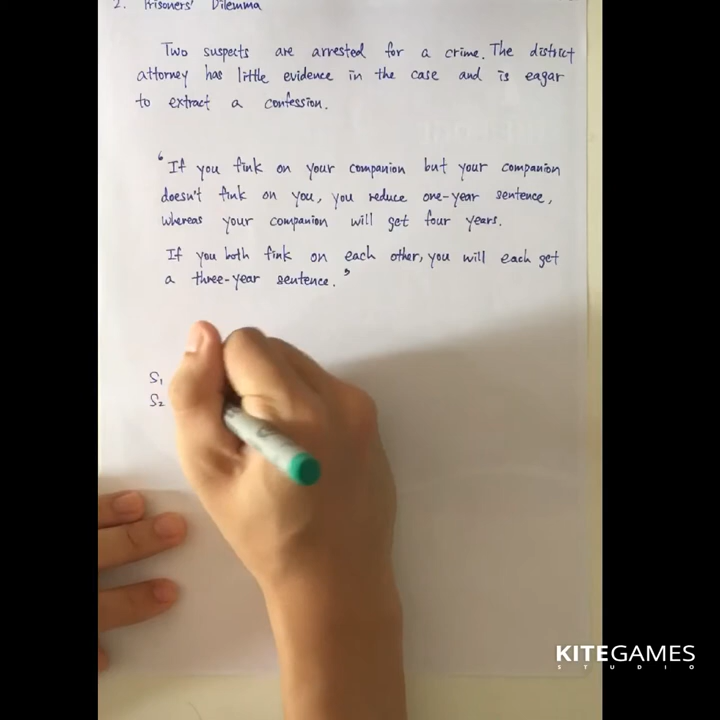 2. Prisoners' Dilemma
Two suspects are arrested for a crime. The district
attorney has little evidence in the case and is eagar
to extract a confession.
"If you fink on your companion but your companion
doesn't fink on you, you reduce one-year sentence,
whereas your companion will get four years.
If you both fink on each other, you will each get
a three-year sentence."
S1
S2
KITEGAMES
STUDIO